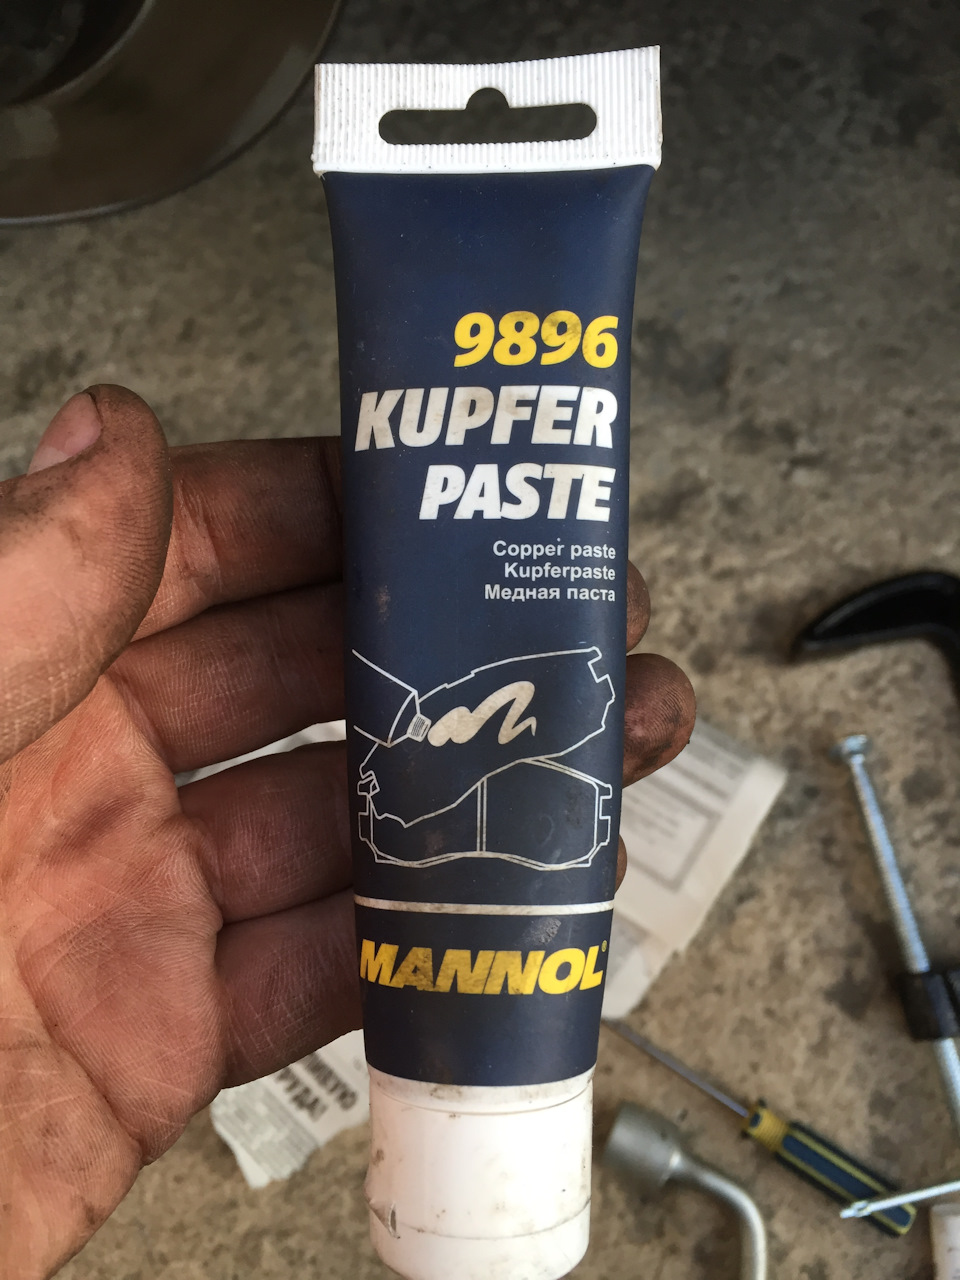 9896
KUPFER
PASTE
Copper paste
Kupferpaste
Медная паста
MANNOL®